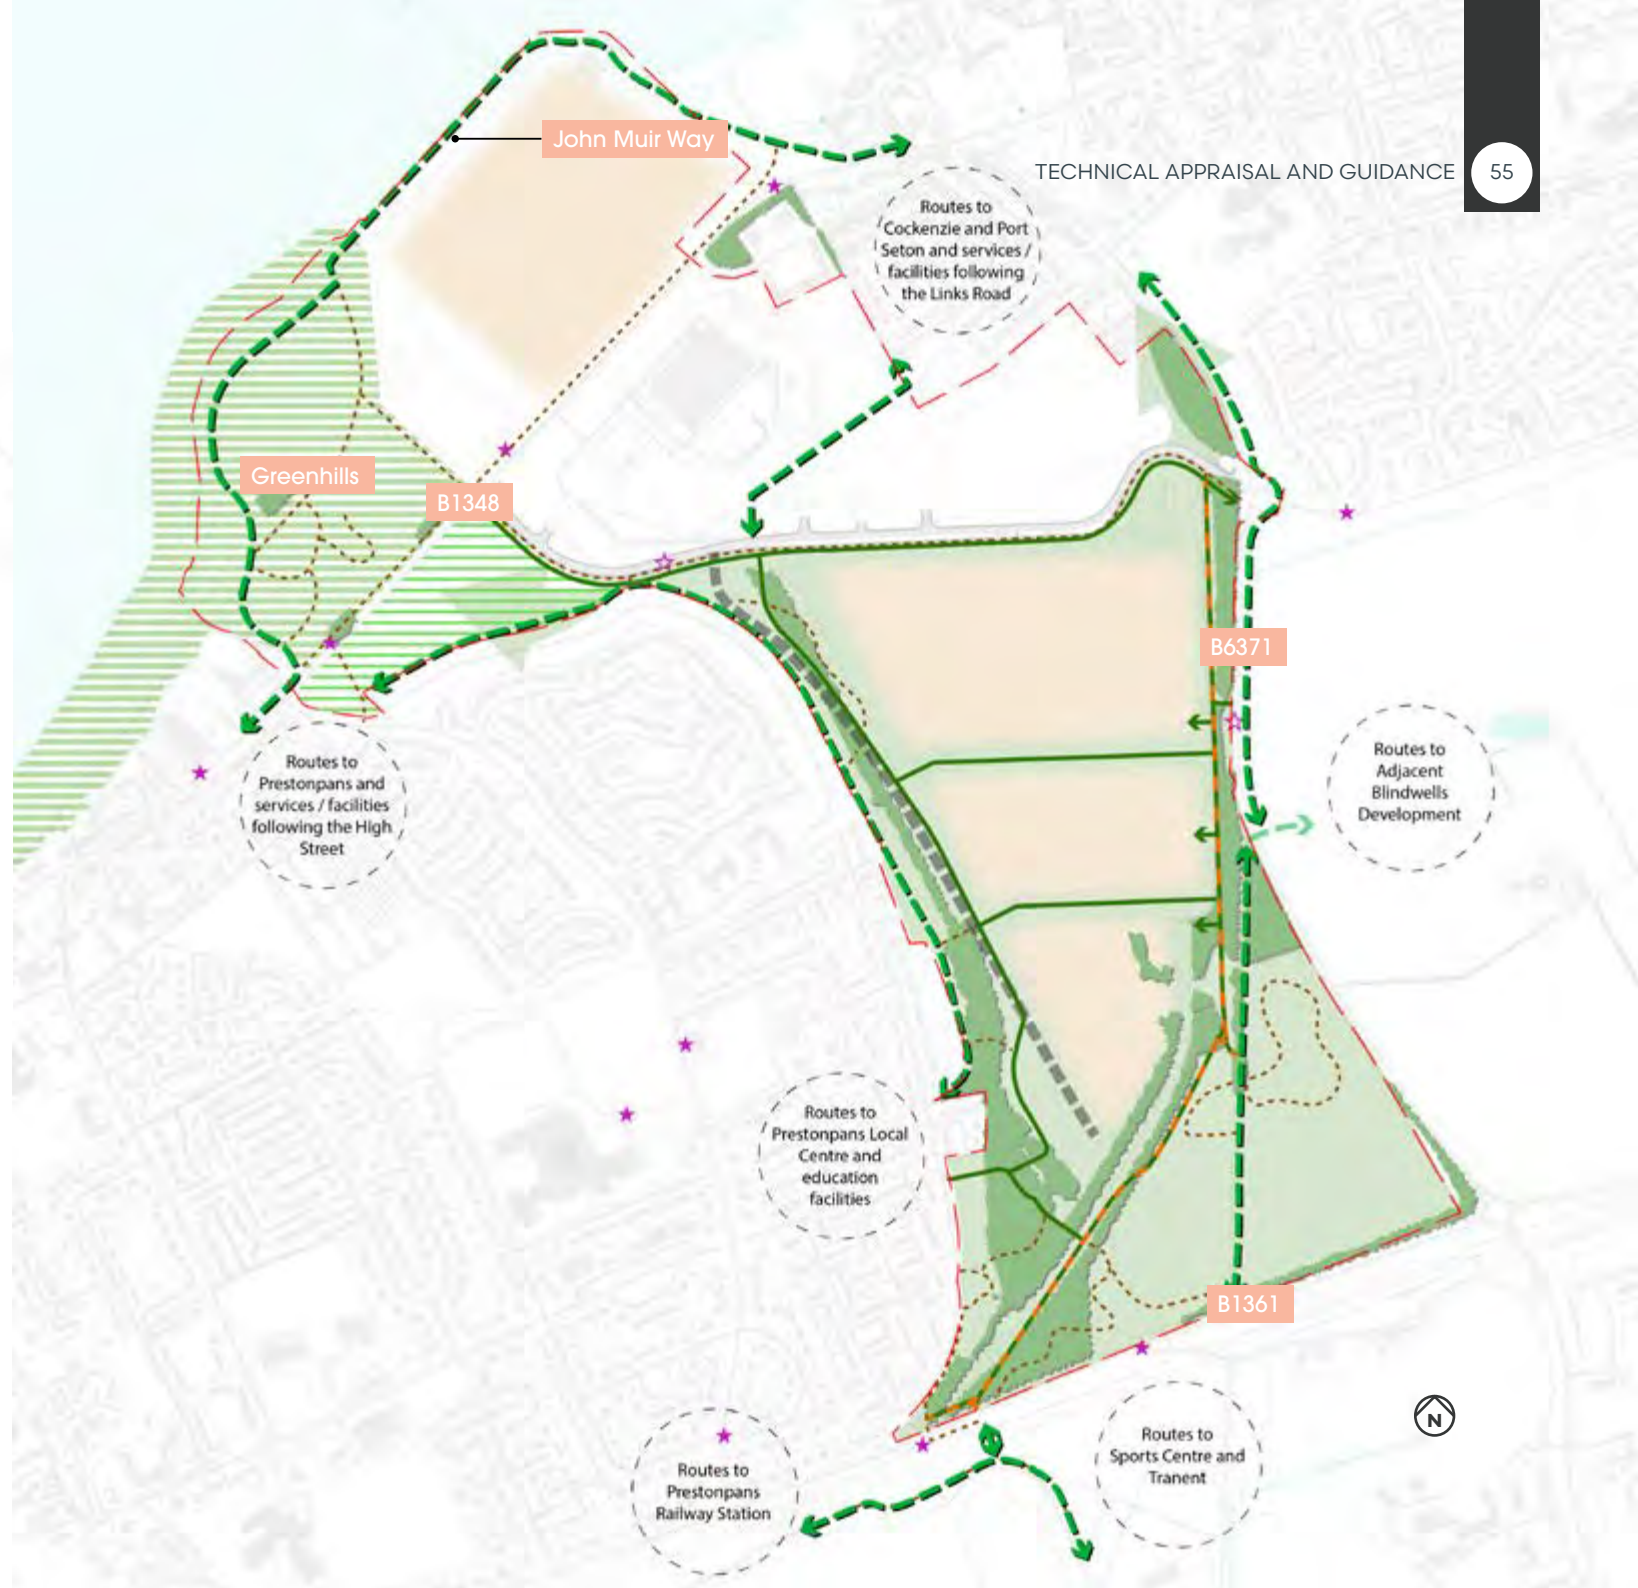 John Muir Way
TECHNICAL APPRAISAL AND GUIDANCE
55
Routes to
Cockenzie and Port
Seton and services /
facilities following
the Links Road
Greenhills
B1348
B6371
Routes to
Prestonpans and
services / facilities
following the High
Street
Routes to
Adjacent
Blindwells
Development
Routes to
Prestonpans Local
Centre and
education
facilities
B1361
N
Routes to
Sports Centre and
Tranent
Routes to
Prestonpans
Railway Station